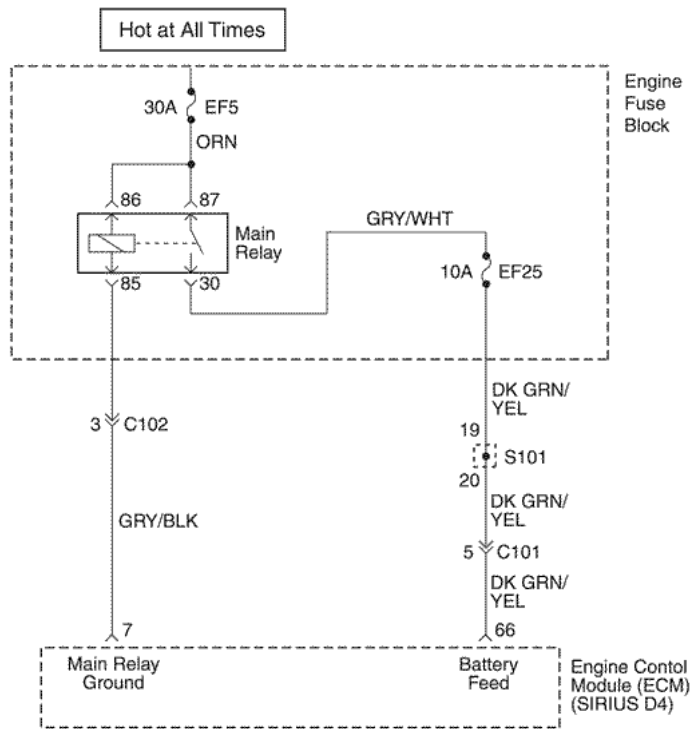 Hot at All Times
Engine
Fuse
Block
30A EF5
ORN
86 87
Main
Relay
85 30
GRY/WHT
10A EF25
DK GRN/
YEL
3 C102
19
S101
20
DK GRN/
YEL
GRY/BLK
5 C101
DK GRN/
YEL
7
66
Main Relay
Ground
Battery
Feed
Engine Contol
Module (ECM)
(SIRIUS D4)